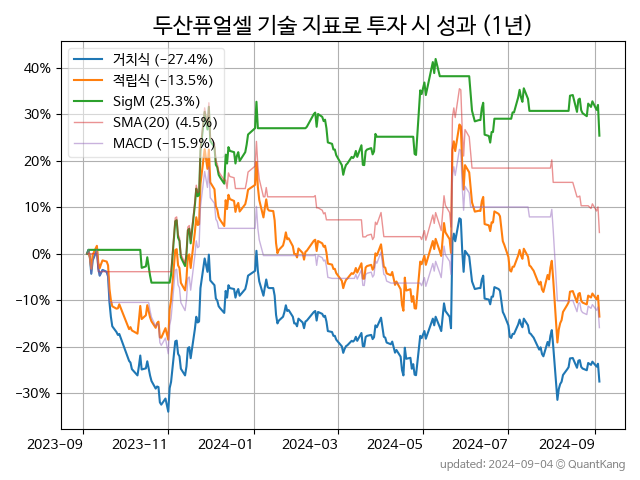 두산퓨얼셀 기술 지표로 투자 시 성과 (1년)
거치식 (−27.4%)
적립식 (−13.5%)
SigM (25.3%)
SMA(20) (4.5%)
MACD (−15.9%)
40%
30%
20%
10%
0%
−10%
−20%
−30%
2023-09 2023-11 2024-01 2024-03 2024-05 2024-07 2024-09
updated: 2024-09-04 © QuantKang